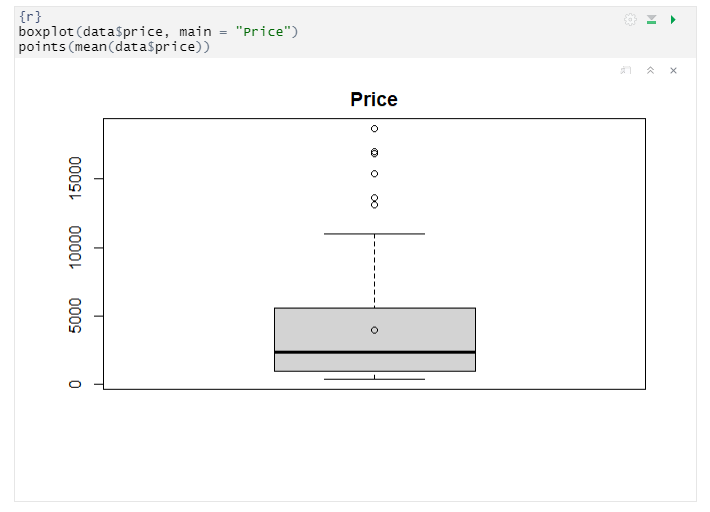 {r}
boxplot(data$price, main = "Price")
points(mean(data$price))
Price
15000
10000
5000
0